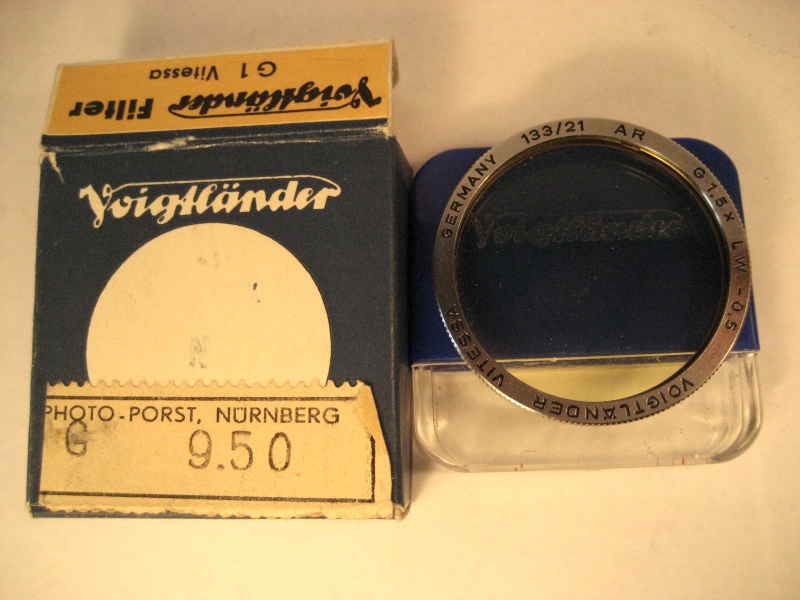 G 1 Vitessa
Voigtländer Filter
Voigtländer
N
PHOTO-PORST, NÜRNBERG
G 9.50
GERMANY 133/21 AR G 1,5x LW -0,5
VOIGTLÄNDER VITESSA
Voigtländer